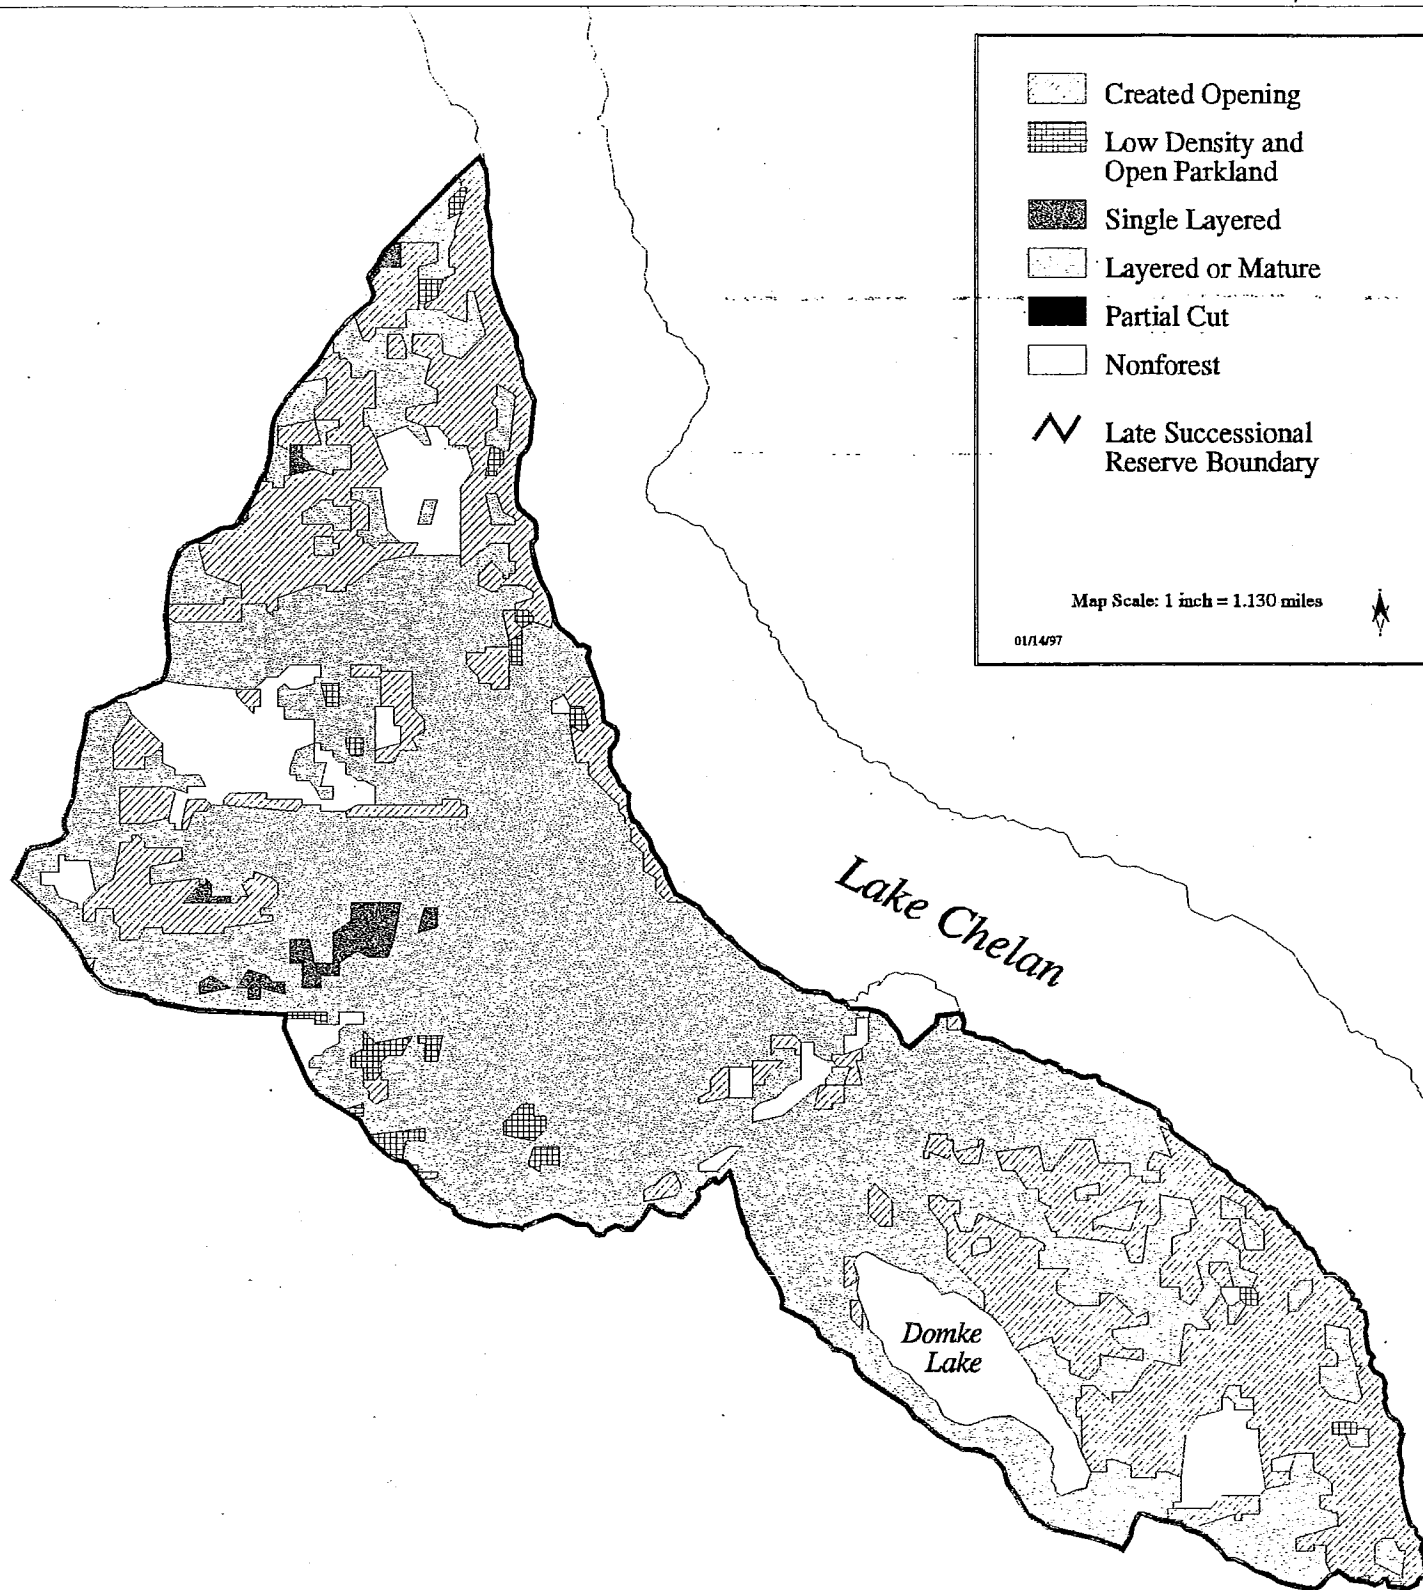 Created Opening
Low Density and
Open Parkland
Single Layered
Layered or Mature
Partial Cut
Nonforest
Late Successional
Reserve Boundary
Map Scale: 1 inch = 1.130 miles
01/14/97
Lake Chelan
Domke
Lake